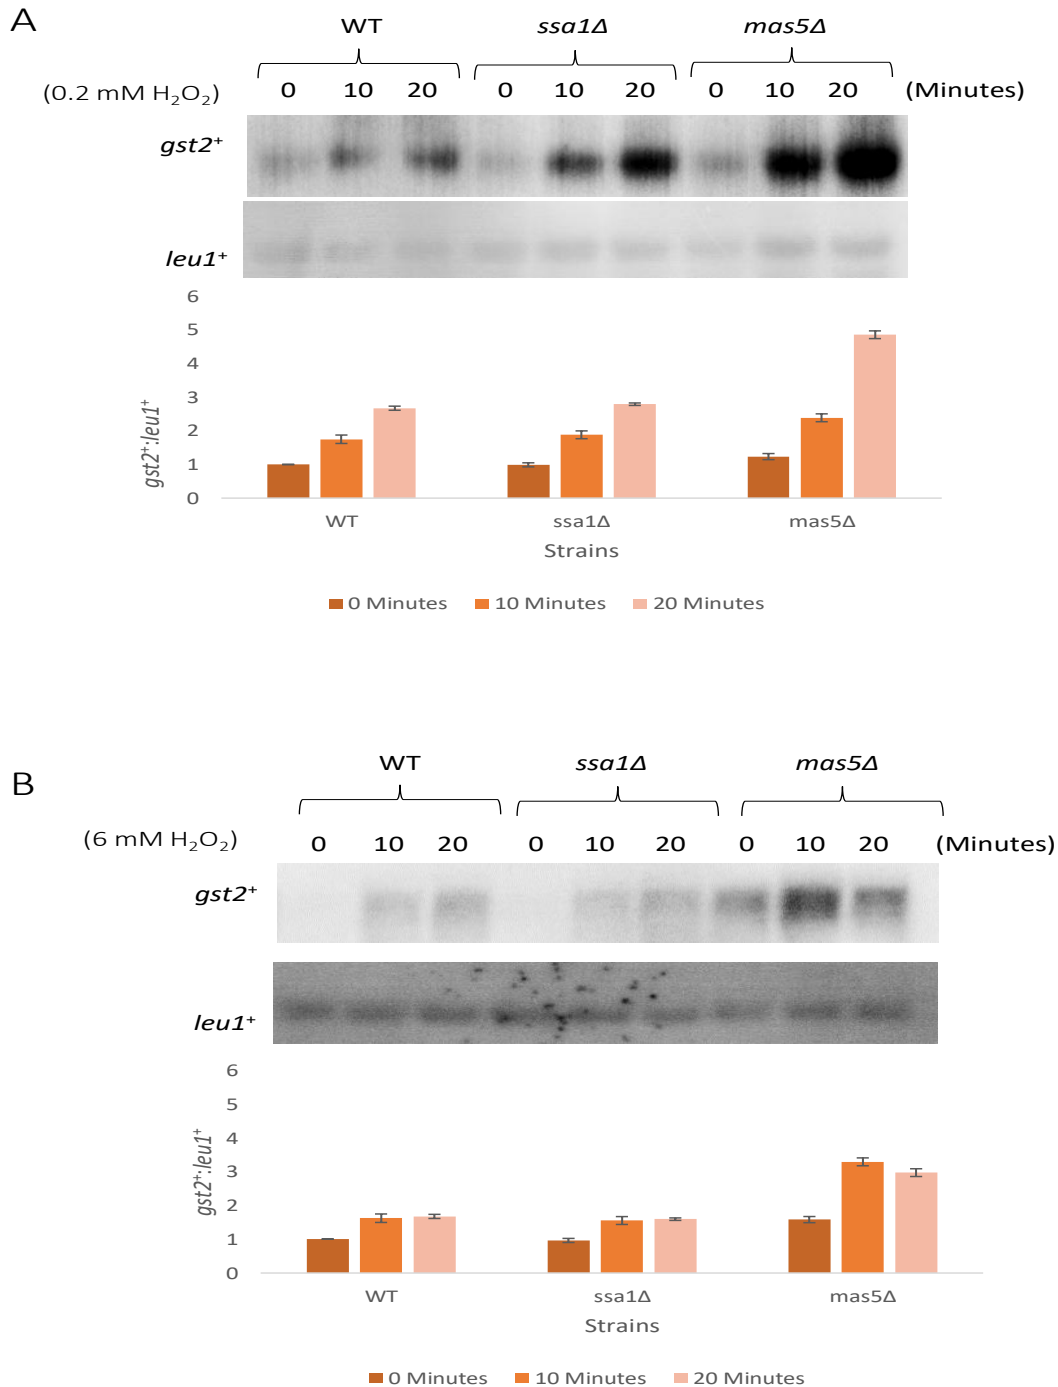 A
WT ssa1Δ mas5Δ
(0.2 mM H₂O₂) 0 10 20 0 10 20 0 10 20 (Minutes)
gst2⁺
leu1⁺
6
5
4
3
2
1
0
gst2⁺:leu1⁺
WT ssa1Δ mas5Δ
Strains
0 Minutes 10 Minutes 20 Minutes
B
WT ssa1Δ mas5Δ
(6 mM H₂O₂) 0 10 20 0 10 20 0 10 20 (Minutes)
gst2⁺
leu1⁺
6
5
4
3
2
1
0
gst2⁺:leu1⁺
WT ssa1Δ mas5Δ
Strains
0 Minutes 10 Minutes 20 Minutes